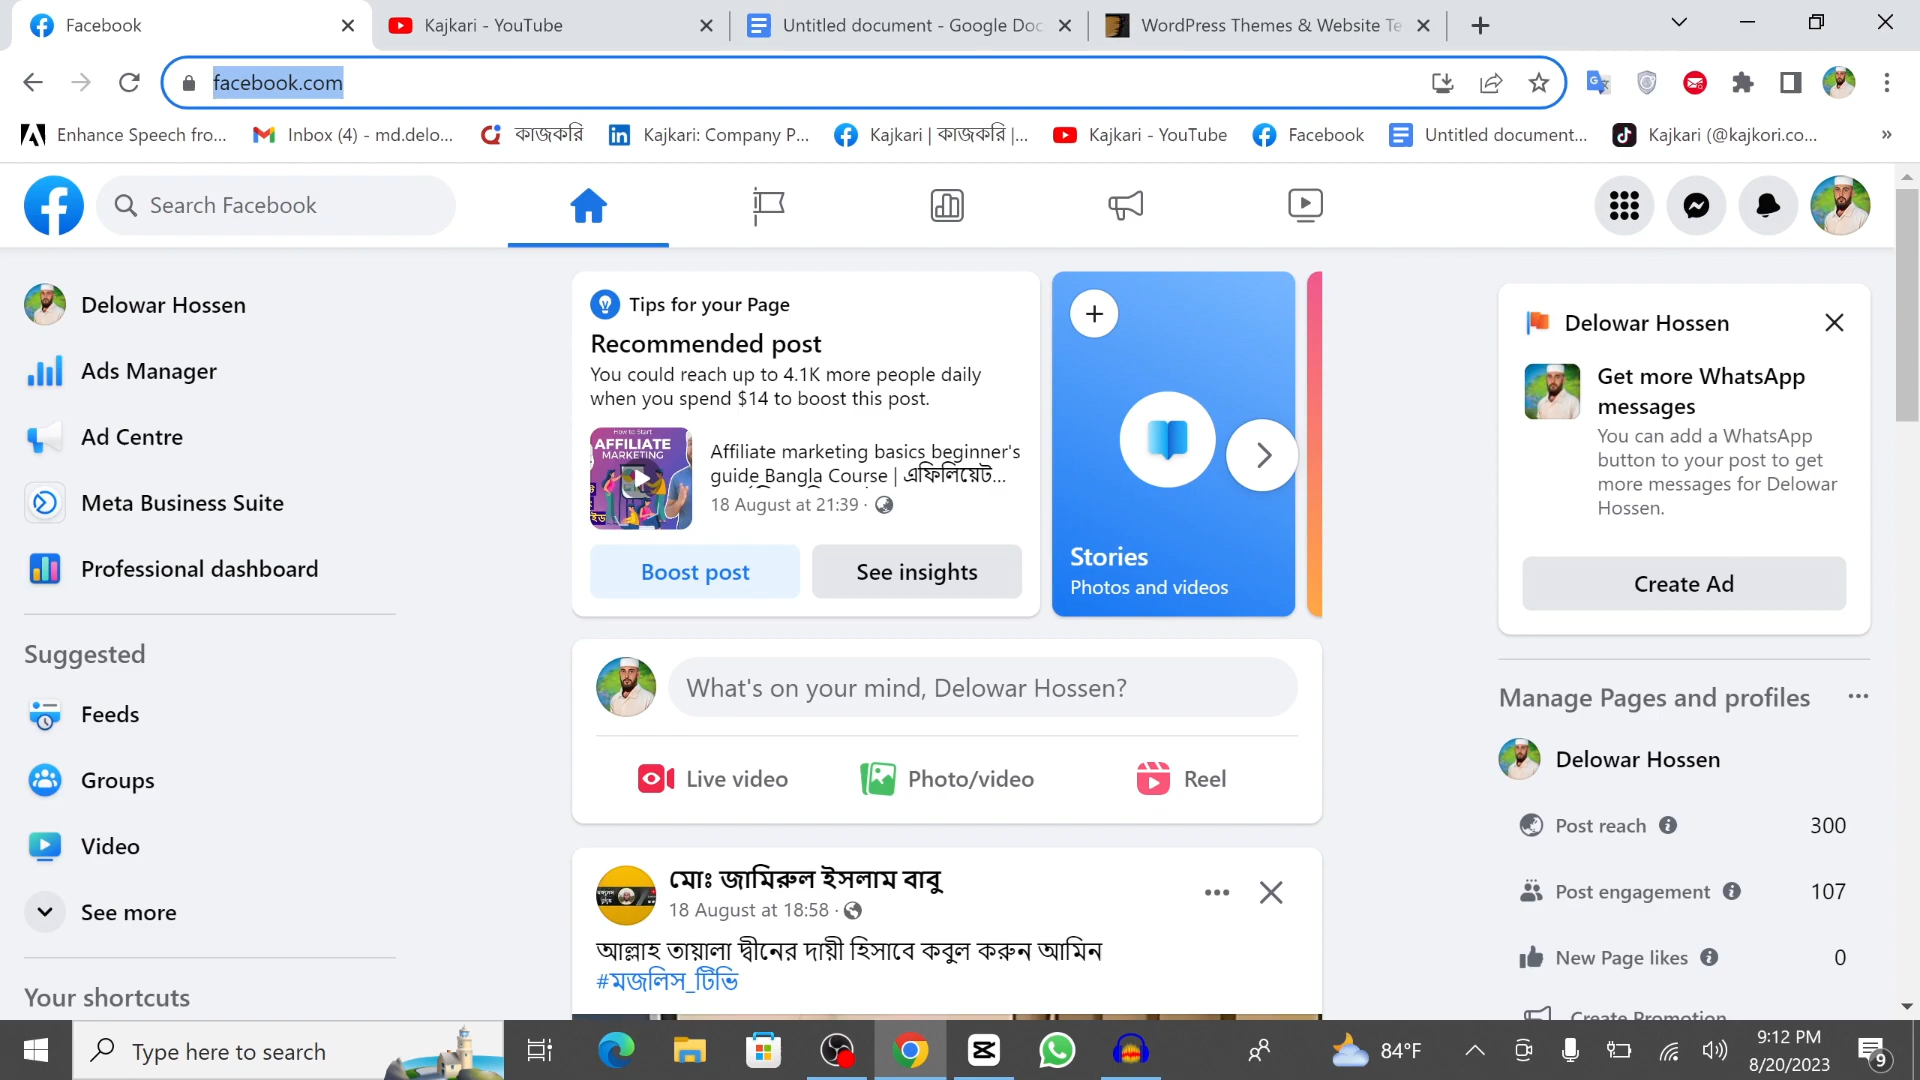 Facebook
Kajkari - YouTube
Untitled document - Google Doc
WordPress Themes & Website Te
facebook.com
Enhance Speech fro...
Inbox (4) - md.delo...
কাজকরি
Kajkari: Company P...
Kajkari | কাজকরি |...
Kajkari - YouTube
Facebook
Untitled document...
Kajkari (@kajkori.co...
»
Search Facebook
Delowar Hossen
Ads Manager
Ad Centre
Meta Business Suite
Professional dashboard
Suggested
Feeds
Groups
Video
See more
Your shortcuts
Tips for your Page
Recommended post
You could reach up to 4.1K more people daily
when you spend $14 to boost this post.
How to Start
AFFILIATE
MARKETING
Affiliate marketing basics beginner's
guide Bangla Course | এফিলিয়েট...
18 August at 21:39 ·
Boost post
See insights
Stories
Photos and videos
What's on your mind, Delowar Hossen?
Live video
Photo/video
Reel
মোঃ জামিরুল ইসলাম বাবু
18 August at 18:58 ·
আল্লাহ তায়ালা দ্বীনের দায়ী হিসাবে কবুল করুন আমিন
#মজলিস_টিভি
Delowar Hossen
Get more WhatsApp
messages
You can add a WhatsApp
button to your post to get
more messages for Delowar
Hossen.
Create Ad
Manage Pages and profiles
Delowar Hossen
Post reach 300
Post engagement 107
New Page likes 0
Create Promotion
Type here to search
84°F
9:12 PM
8/20/2023
9